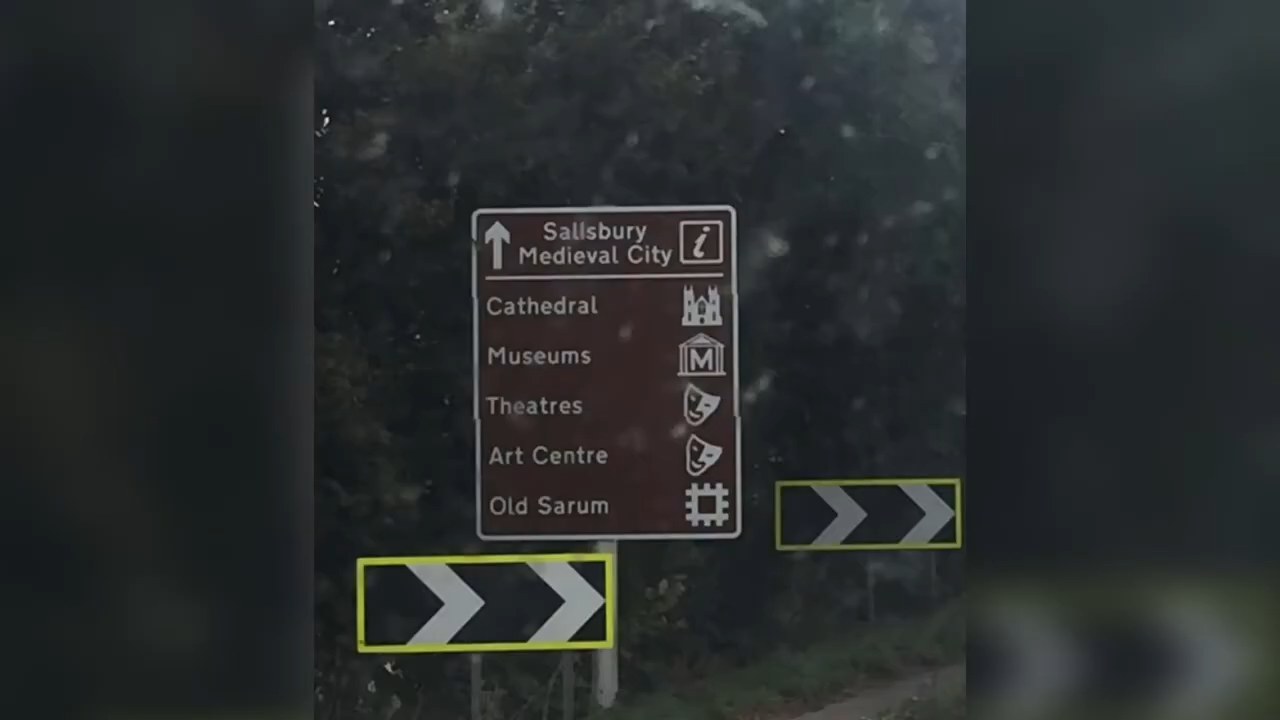 Salisbury
Medieval City
i
Cathedral
Museums
M
Theatres
Art Centre
Old Sarum